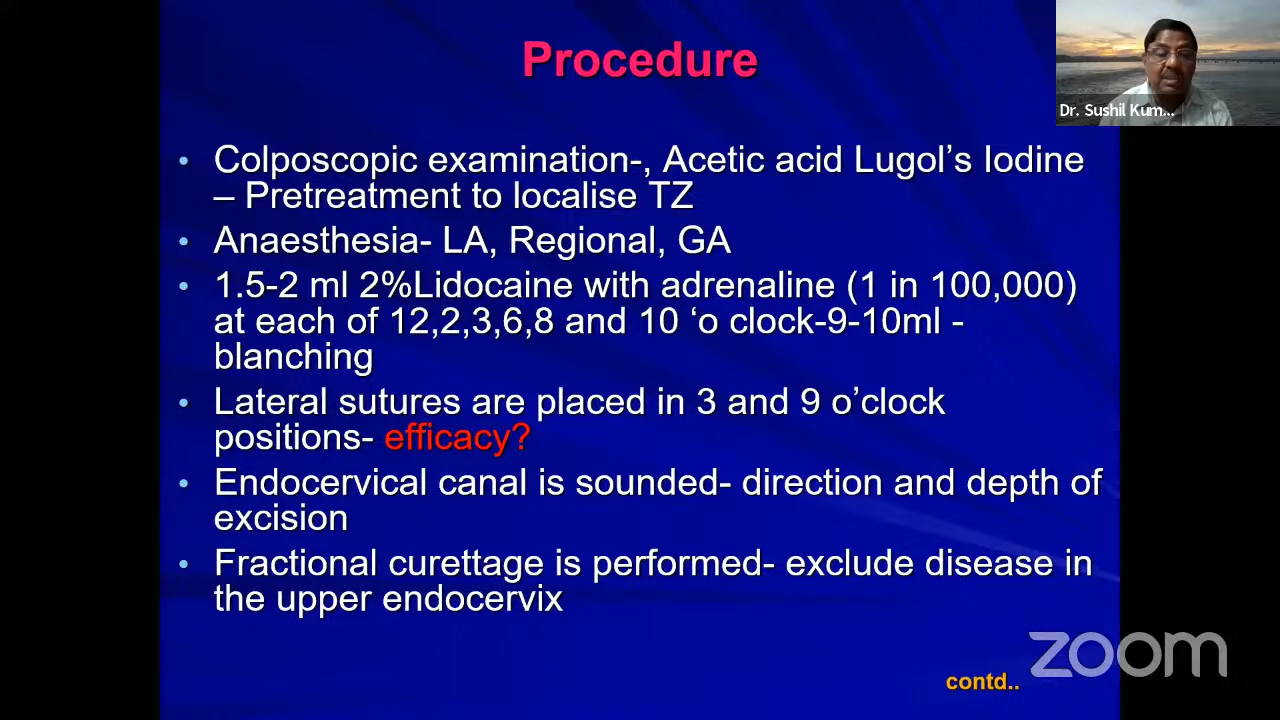 Procedure
Dr. Sushil Kum...
• Colposcopic examination-, Acetic acid Lugol’s Iodine
– Pretreatment to localise TZ
• Anaesthesia- LA, Regional, GA
• 1.5-2 ml 2%Lidocaine with adrenaline (1 in 100,000)
at each of 12,2,3,6,8 and 10 ‘o clock-9-10ml -
blanching
• Lateral sutures are placed in 3 and 9 o’clock
positions- efficacy?
• Endocervical canal is sounded- direction and depth of
excision
• Fractional curettage is performed- exclude disease in
the upper endocervix
zoom
contd..